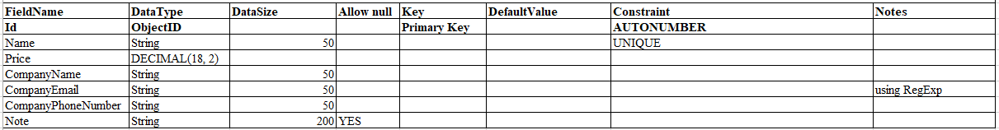 FieldName DataType DataSize Allow null Key DefaultValue Constraint Notes
Id ObjectID Primary Key AUTONUMBER
Name String 50 UNIQUE
Price DECIMAL(18, 2)
CompanyName String 50
CompanyEmail String 50 using RegExp
CompanyPhoneNumber String 50
Note String 200 YES